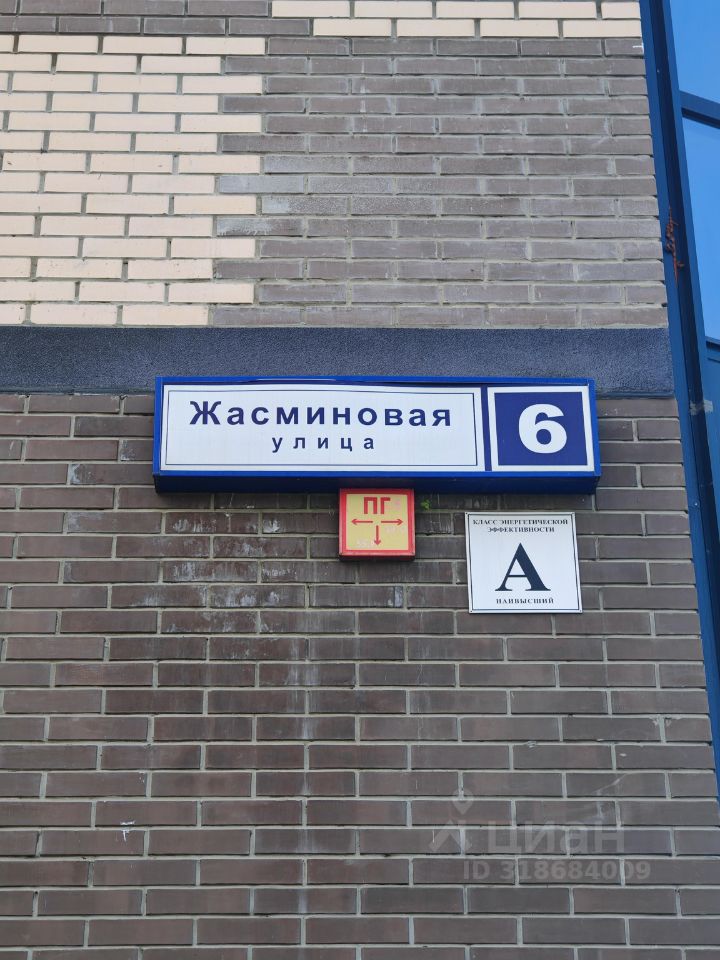 Жасминовая
улица
6
ПГ
КЛАСС ЭНЕРГЕТИЧЕСКОЙ
ЭФФЕКТИВНОСТИ
А
НАИВЫСШИЙ
циан
ID 318684009